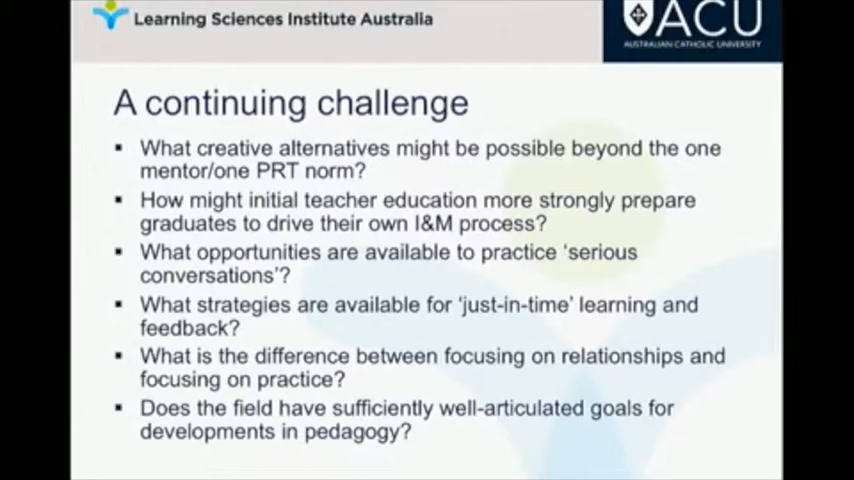 Learning Sciences Institute Australia
ACU
AUSTRALIAN CATHOLIC UNIVERSITY
A continuing challenge
▪ What creative alternatives might be possible beyond the one
mentor/one PRT norm?
▪ How might initial teacher education more strongly prepare
graduates to drive their own I&M process?
▪ What opportunities are available to practice ‘serious
conversations’?
▪ What strategies are available for ‘just-in-time’ learning and
feedback?
▪ What is the difference between focusing on relationships and
focusing on practice?
▪ Does the field have sufficiently well-articulated goals for
developments in pedagogy?